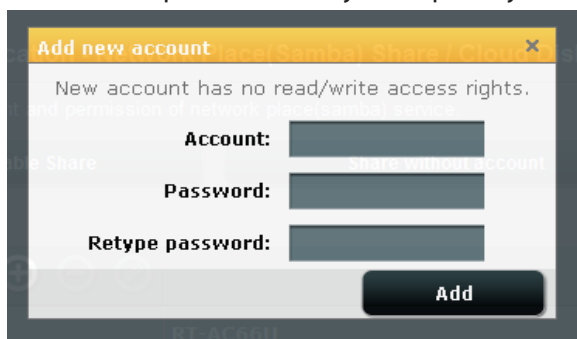 Add new account
×
New account has no read/write access rights.
Account:
Share without account
Password:
Retype password:
Add
RT-AC66U